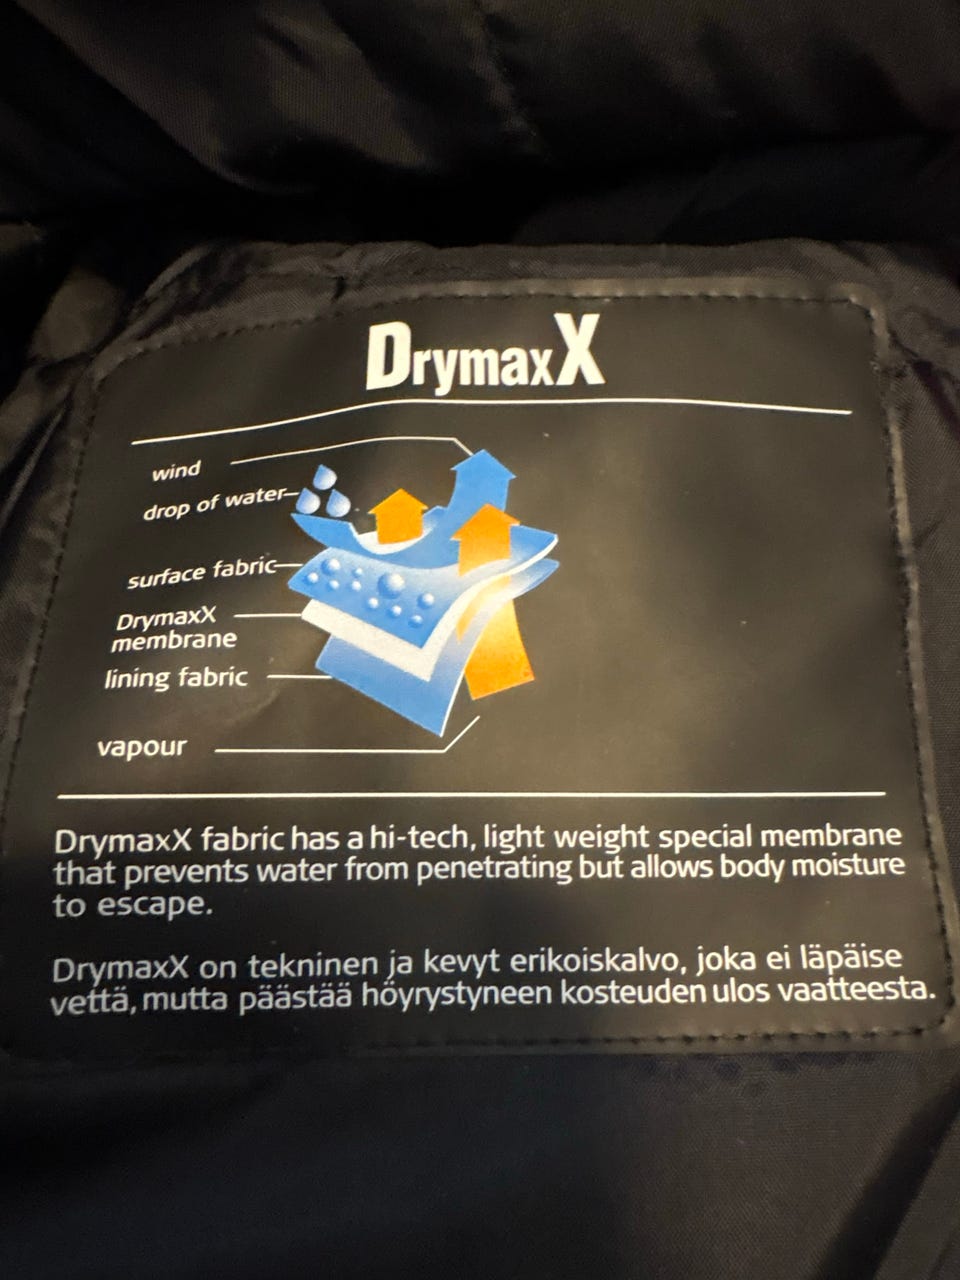 DrymaxX
wind
drop of water
surface fabric
DrymaxX
membrane
lining fabric
vapour
DrymaxX fabric has a hi-tech, light weight special membrane
that prevents water from penetrating but allows body moisture
to escape.
DrymaxX on tekninen ja kevyt erikoiskalvo, joka ei läpäise
vettä, mutta päästää höyrystyneen kosteuden ulos vaatteesta.